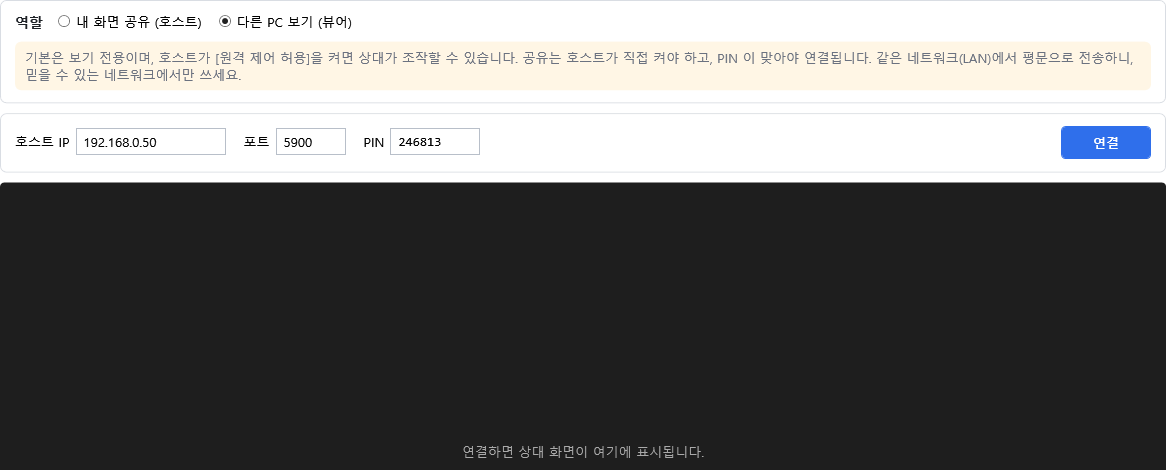 역할 내 화면 공유 (호스트) 다른 PC 보기 (뷰어)
기본은 보기 전용이며, 호스트가 [원격 제어 허용]을 켜면 상대가 조작할 수 있습니다. 공유는 호스트가 직접 켜야 하고, PIN 이 맞아야 연결됩니다. 같은 네트워크(LAN)에서 평문으로 전송하니,
믿을 수 있는 네트워크에서만 쓰세요.
호스트 IP 192.168.0.50 포트 5900 PIN 246813 연결
연결하면 상대 화면이 여기에 표시됩니다.